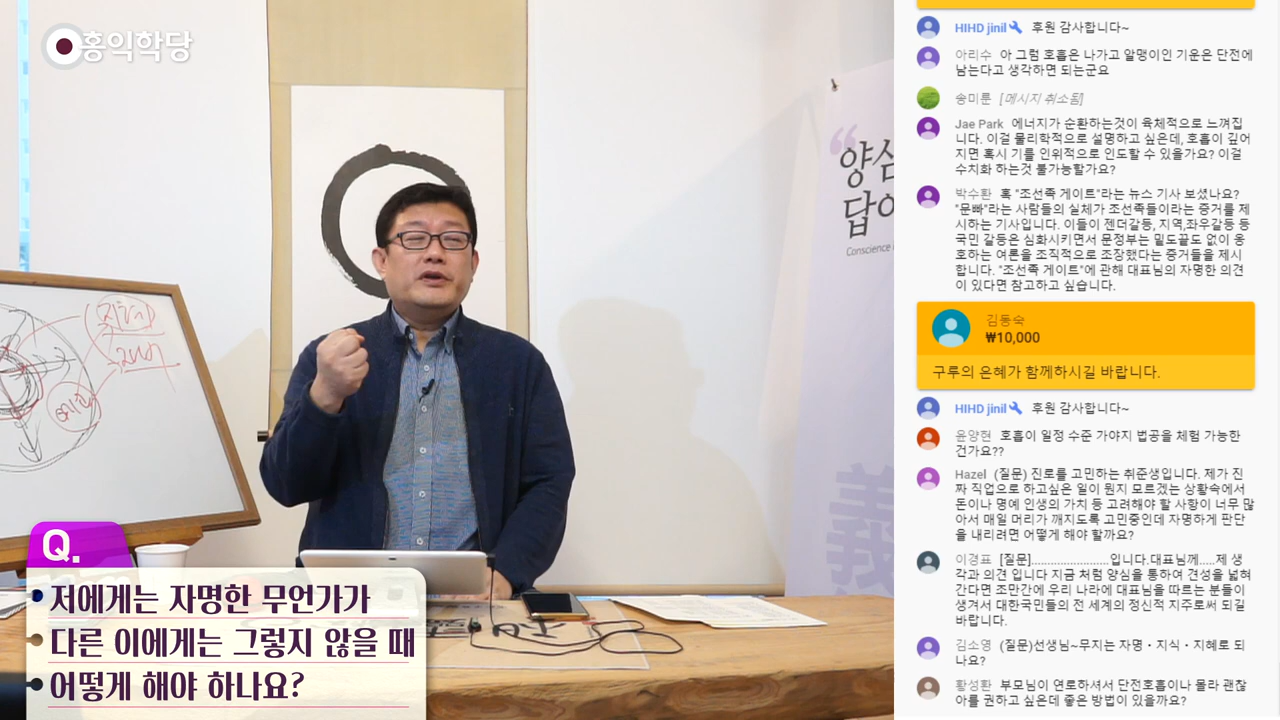 홍익학당
양심
답이
Conscience
義
Q.
저에게는 자명한 무언가가
다른 이에게는 그렇지 않을 때
어떻게 해야 하나요?
HIHD jinil 후원 감사합니다~
아리수 아 그럼 호흡은 나가고 알맹이인 기운은 단전에
남는다고 생각하면 되는군요
송미룬 [메시지 취소됨]
Jae Park 에너지가 순환하는것이 육체적으로 느껴집
니다. 이걸 물리학적으로 설명하고 싶은데, 호흡이 깊어
지면 혹시 기를 인위적으로 인도할 수 있을가요? 이걸
수치화 하는것 불가능할가요?
박수환 혹 "조선족 게이트"라는 뉴스 기사 보셨나요?
"문빠"라는 사람들의 실체가 조선족들이라는 증거를 제
시하는 기사입니다. 이들이 젠더갈등, 지역,좌우갈등 등
국민 갈등은 심화시키면서 문정부는 밑도끝도 없이 옹
호하는 여론을 조직적으로 조장했다는 증거들을 제시
합니다. "조선족 게이트"에 관해 대표님의 자명한 의견
이 있다면 참고하고 싶습니다.
김동숙
₩10,000
구루의 은혜가 함께하시길 바랍니다.
HIHD jinil 후원 감사합니다~
윤양현 호흡이 일정 수준 가야지 법공을 체험 가능한
건가요??
Hazel (질문) 진로를 고민하는 취준생입니다. 제가 진
짜 직업으로 하고싶은 일이 뭔지 모르겠는 상황속에서
돈이나 명예 인생의 가치 등 고려해야 할 사항이 너무 많
아서 매일 머리가 깨지도록 고민중인데 자명하게 판단
을 내리려면 어떻게 해야 할까요?
이경표 [질문]........................입니다.대표님께.....제 생
각과 의견 입니다 지금 처럼 양심을 통하여 견성을 넓혀
간다면 조만간에 우리 나라에 대표님을 따르는 분들이
생겨서 대한국민들의 전 세계의 정신적 지주로써 되길
바랍니다.
김소영 (질문)선생님~무지는 자명・지식・지혜로 되
나요?
황성환 부모님이 연로하셔서 단전호흡이나 몰라 괜찮
아를 권하고 싶은데 좋은 방법이 있을까요?